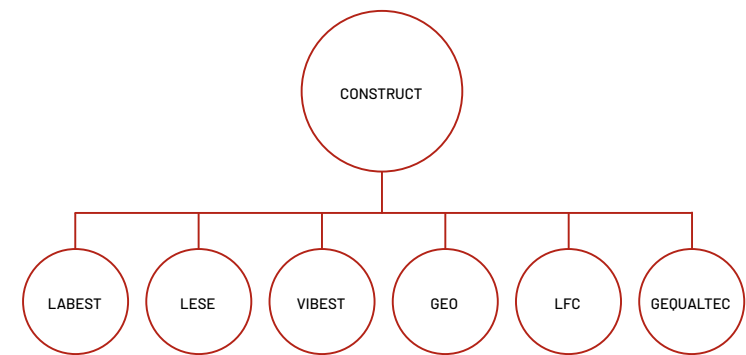 CONSTRUCT
LABEST
LESE
VIBEST
GEO
LFC
GEQUALTEC